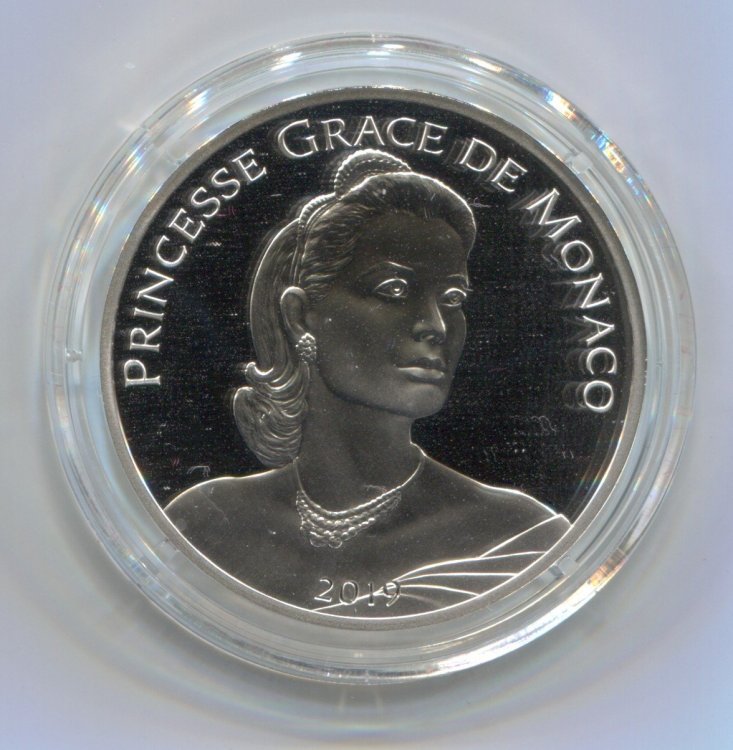 PRINCESSE GRACE DE MONACO
2019